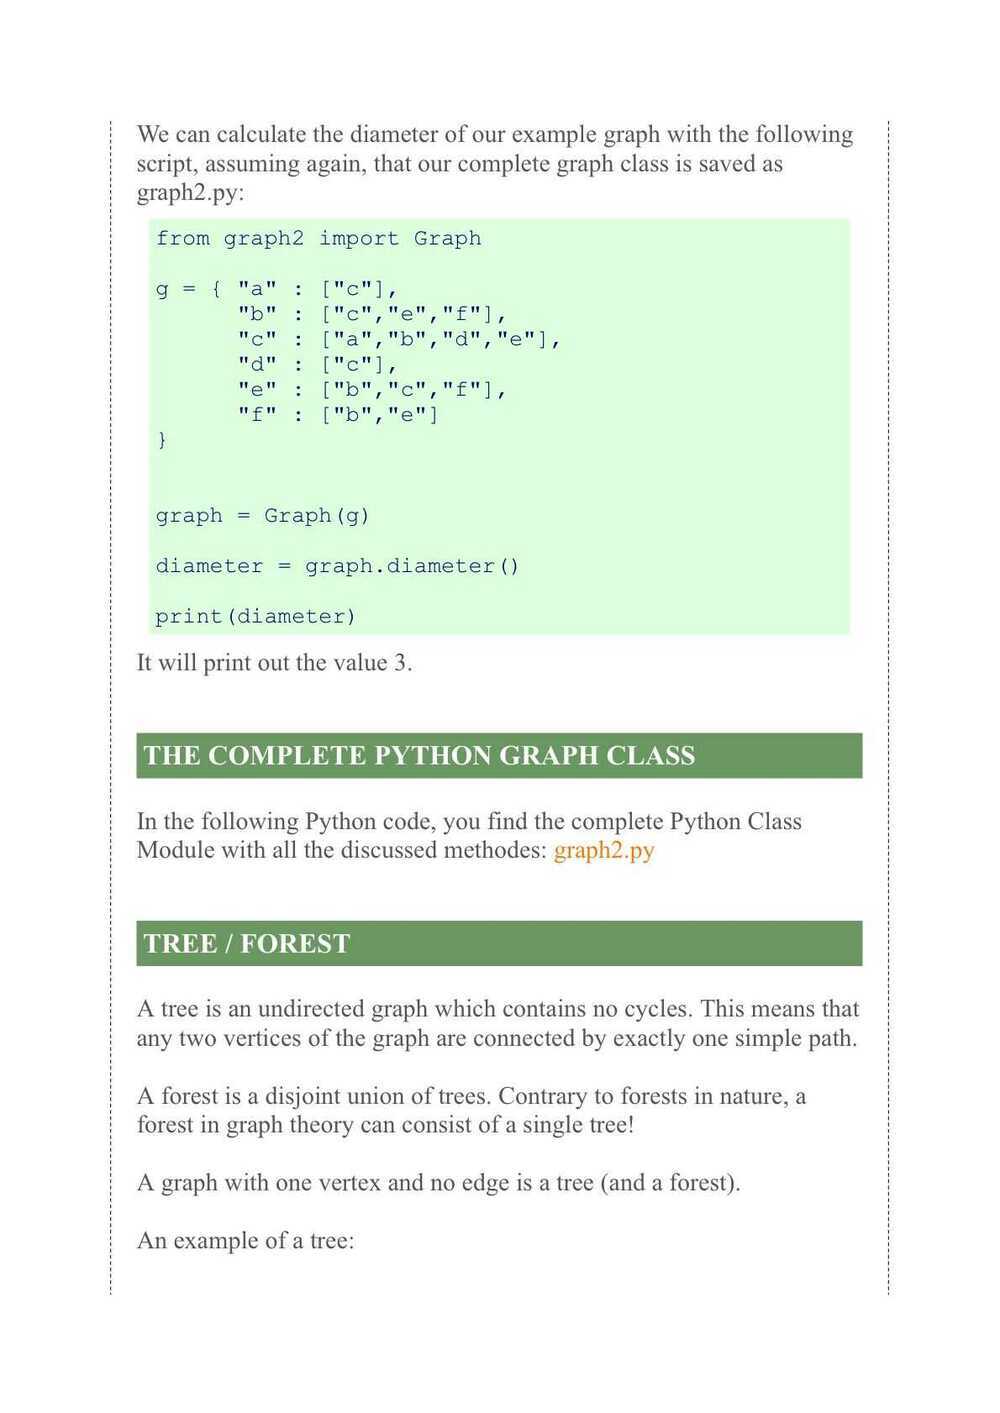 We can calculate the diameter of our example graph with the following
script, assuming again, that our complete graph class is saved as
graph2.py:
from graph2 import Graph
g = { "a" : ["c"],
      "b" : ["c","e","f"],
      "c" : ["a","b","d","e"],
      "d" : ["c"],
      "e" : ["b","c","f"],
      "f" : ["b","e"]
}
graph = Graph(g)
diameter = graph.diameter()
print(diameter)
It will print out the value 3.
THE COMPLETE PYTHON GRAPH CLASS
In the following Python code, you find the complete Python Class
Module with all the discussed methodes: graph2.py
TREE / FOREST
A tree is an undirected graph which contains no cycles. This means that
any two vertices of the graph are connected by exactly one simple path.
A forest is a disjoint union of trees. Contrary to forests in nature, a
forest in graph theory can consist of a single tree!
A graph with one vertex and no edge is a tree (and a forest).
An example of a tree: